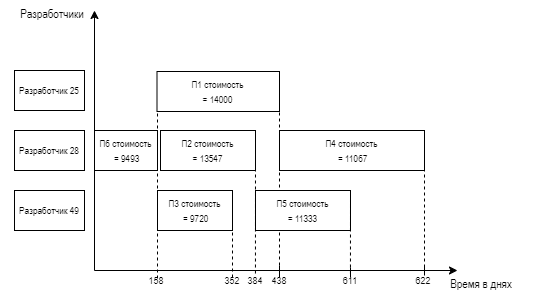 Разработчики
Разработчик 25
П1 стоимость
= 14000
Разработчик 28
П6 стоимость
= 9493
П2 стоимость
= 13547
П4 стоимость
= 11067
Разработчик 49
П3 стоимость
= 9720
П5 стоимость
= 11333
158
352
384
438
611
622
Время в днях